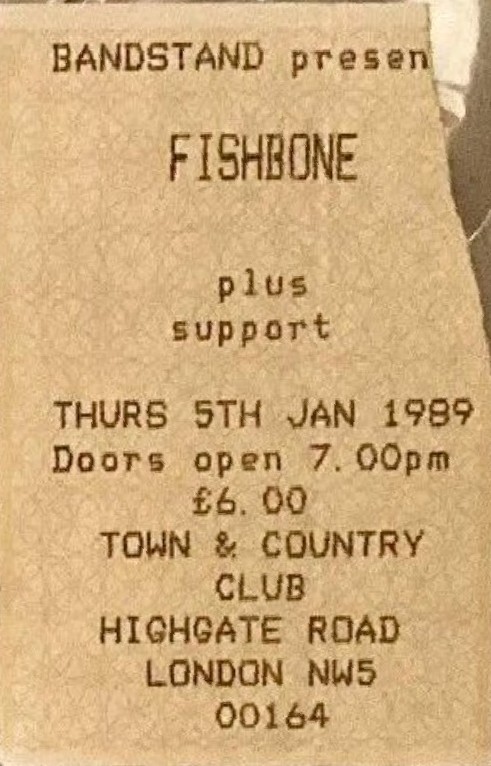 BANDSTAND presen
FISHBONE
plus
support
THURS 5TH JAN 1989
Doors open 7.00pm
£6.00
TOWN & COUNTRY
CLUB
HIGHGATE ROAD
LONDON NW5
00164